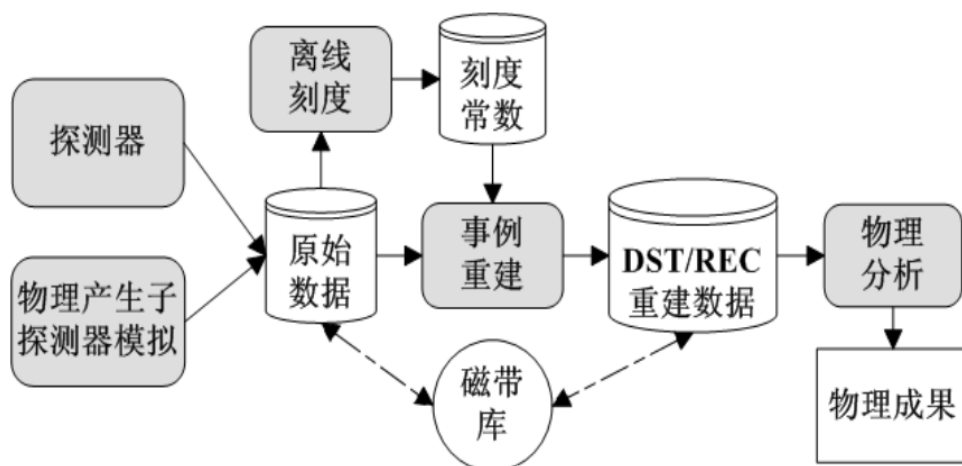 探测器
物理产生子
探测器模拟
离线
刻度
刻度
常数
原始
数据
事例
重建
DST/REC
重建数据
物理
分析
磁带
库
物理成果